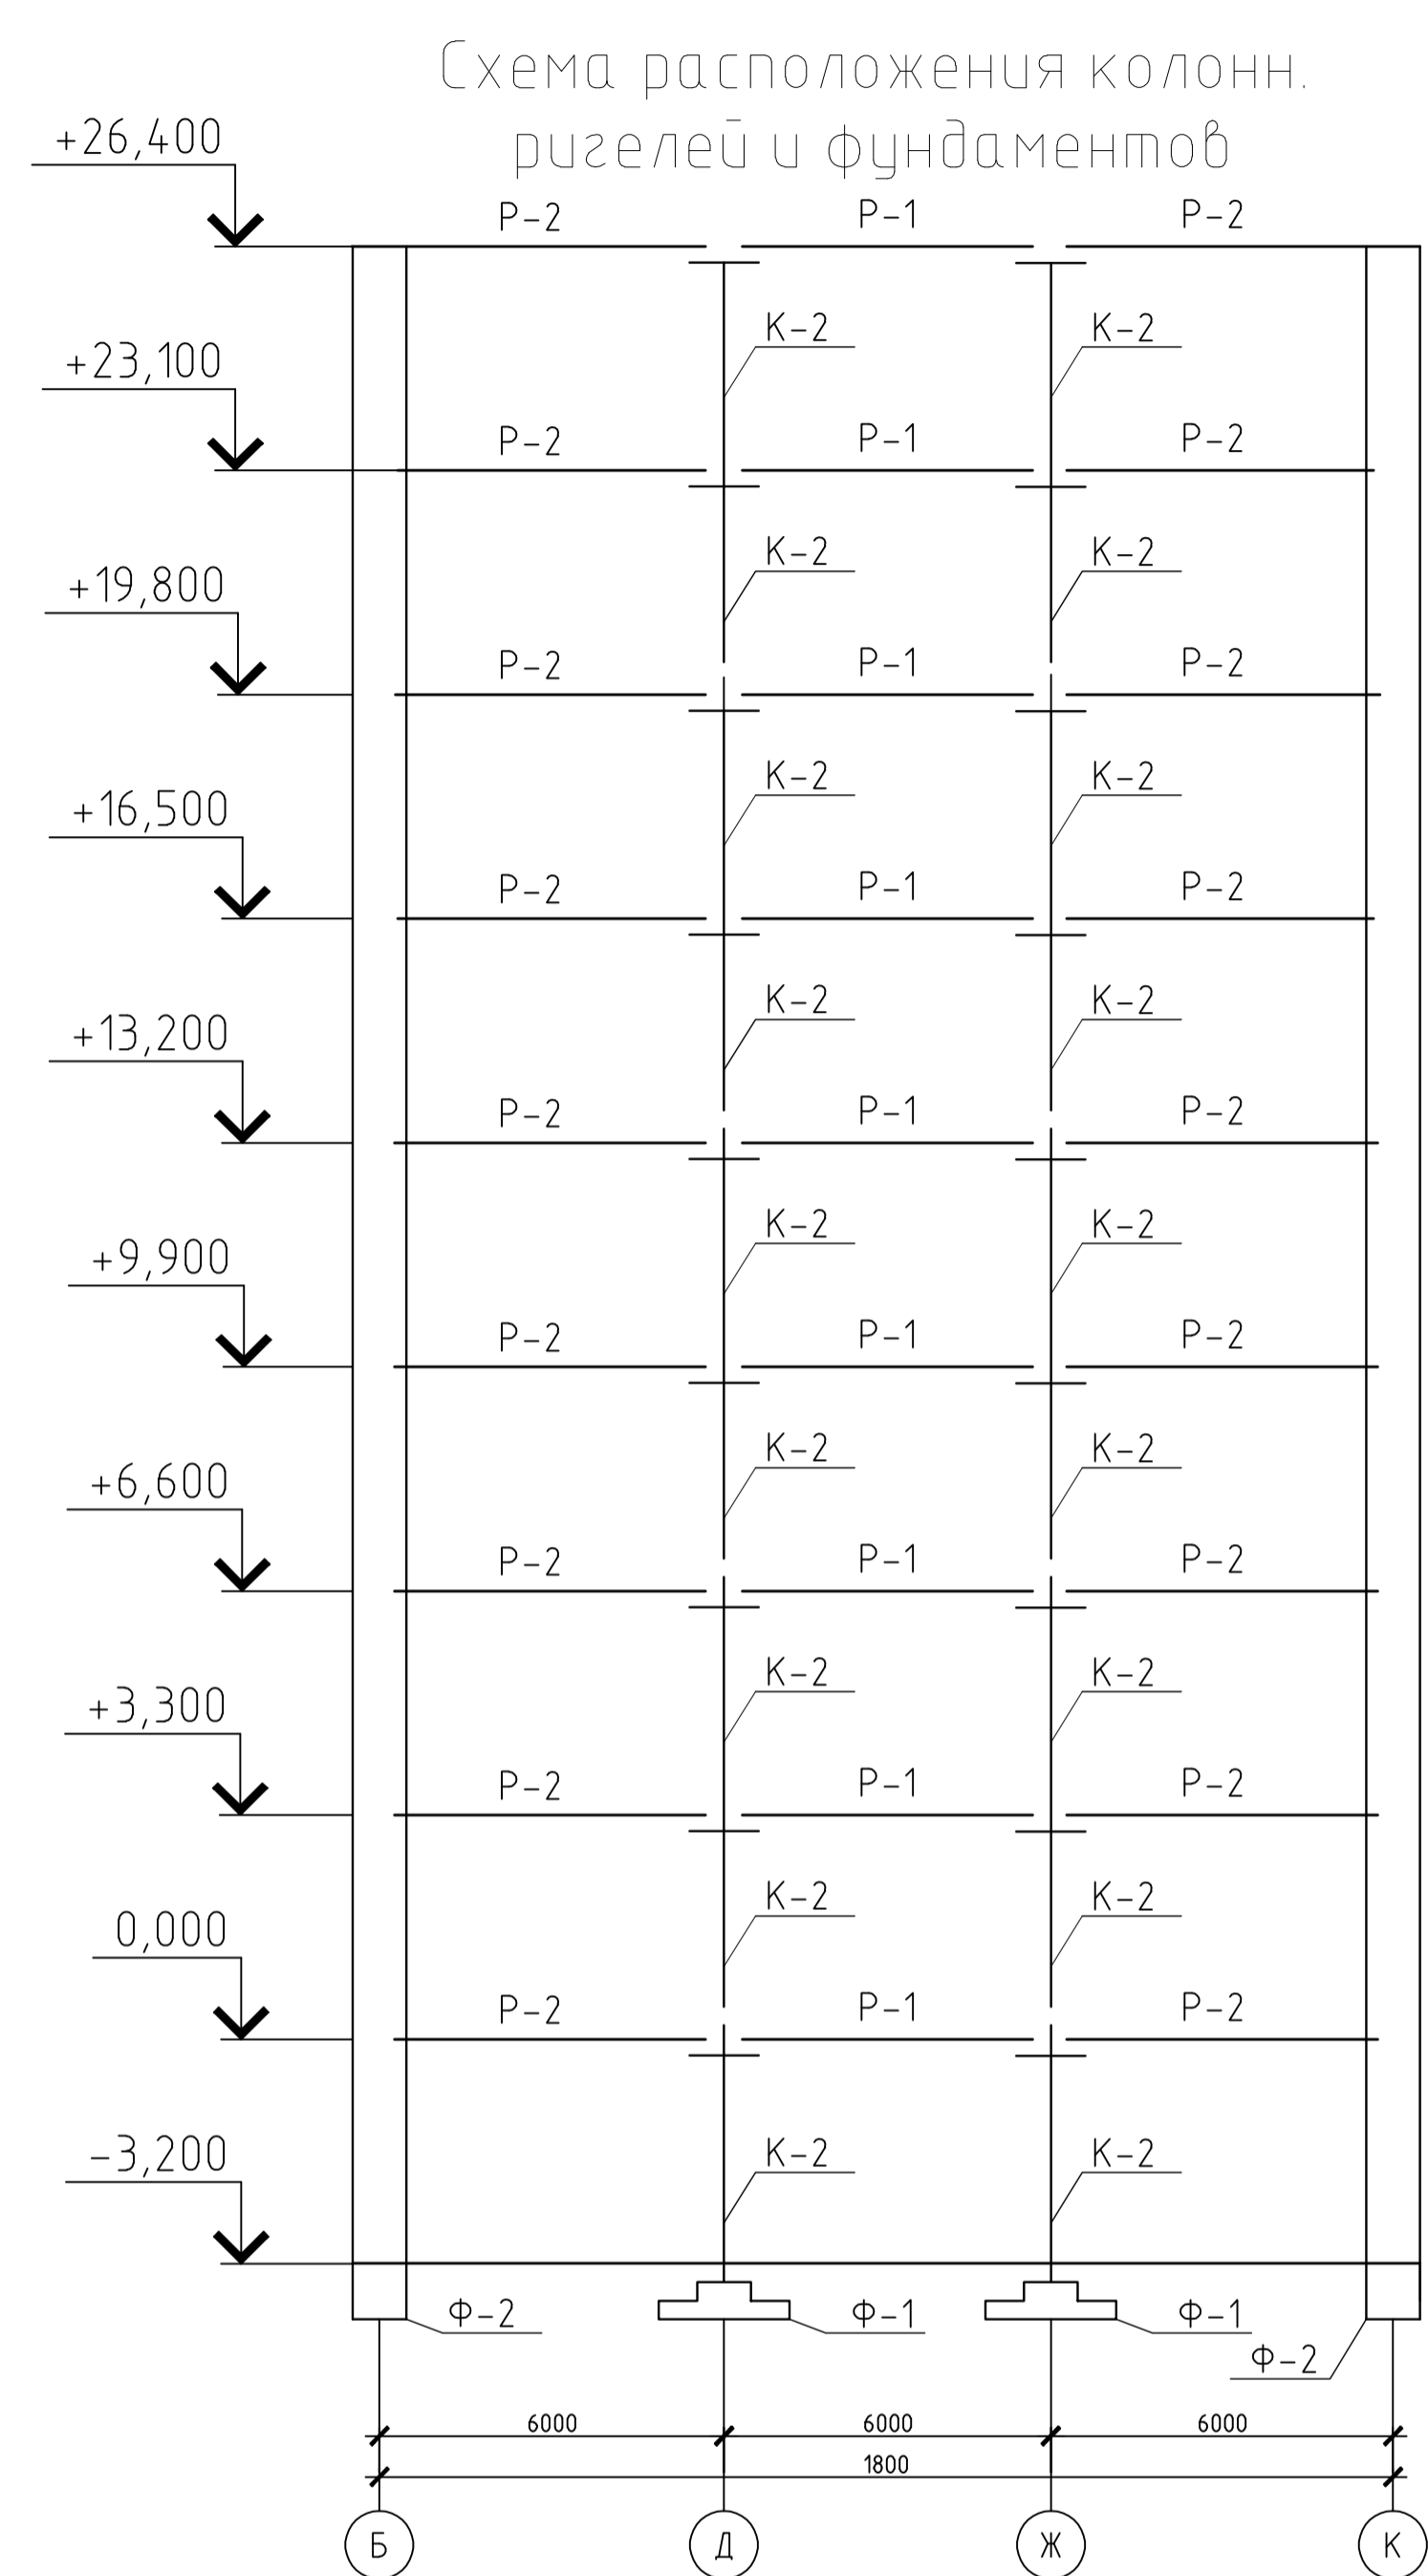 Схема расположения колонн.
ригелей и фундаментов
+26,400
Р-2 Р-1 Р-2
К-2 К-2
+23,100
Р-2 Р-1 Р-2
К-2 К-2
+19,800
Р-2 Р-1 Р-2
К-2 К-2
+16,500
Р-2 Р-1 Р-2
К-2 К-2
+13,200
Р-2 Р-1 Р-2
К-2 К-2
+9,900
Р-2 Р-1 Р-2
К-2 К-2
+6,600
Р-2 Р-1 Р-2
К-2 К-2
+3,300
Р-2 Р-1 Р-2
К-2 К-2
0,000
Р-2 Р-1 Р-2
К-2 К-2
-3,200
Ф-2 Ф-1 Ф-1
Ф-2
6000 6000 6000
1800
Б Д Ж К